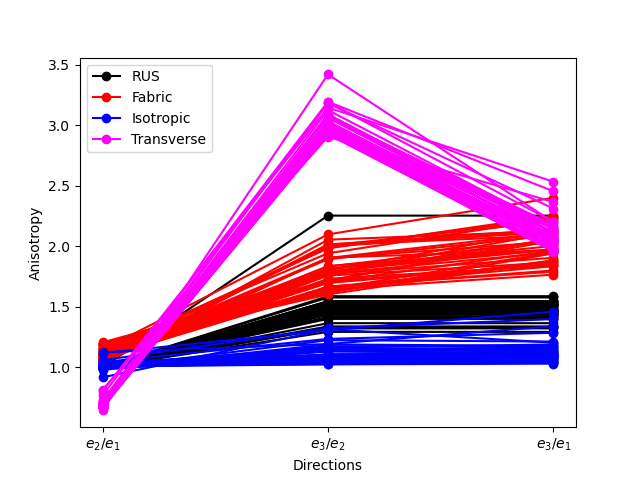 3.5
3.0
2.5
2.0
1.5
1.0
Anisotropy
RUS
Fabric
Isotropic
Transverse
e₂/e₁ e₃/e₂ e₃/e₁
Directions